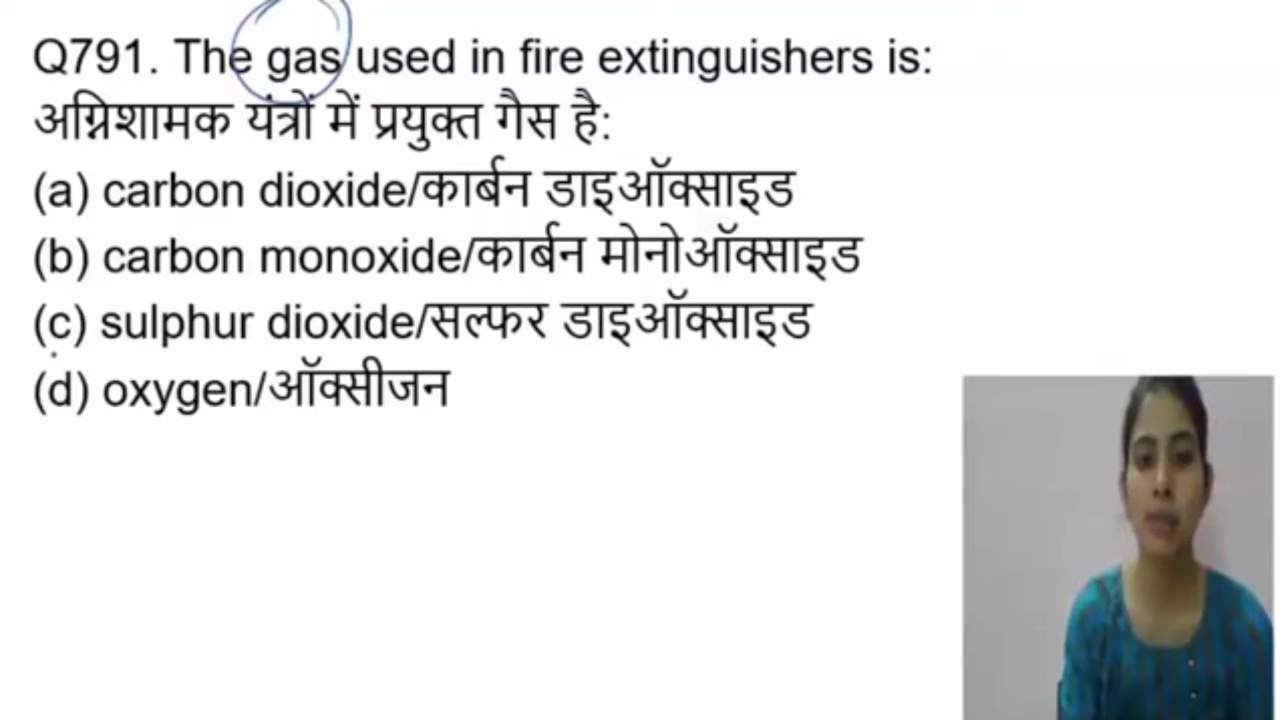 Q791. The gas used in fire extinguishers is:
अग्निशामक यंत्रों में प्रयुक्त गैस है:
(a) carbon dioxide/कार्बन डाइऑक्साइड
(b) carbon monoxide/कार्बन मोनोऑक्साइड
(c) sulphur dioxide/सल्फर डाइऑक्साइड
(d) oxygen/ऑक्सीजन